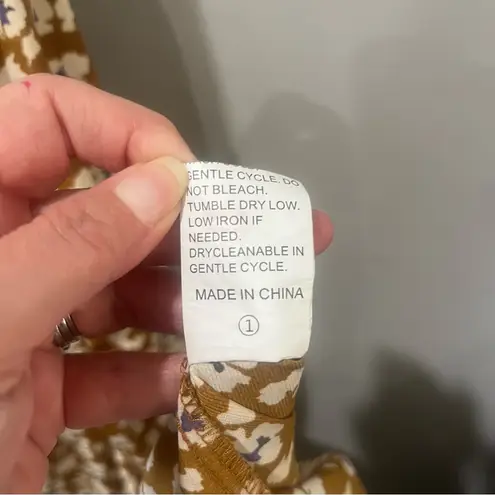 GENTLE CYCLE. DO
NOT BLEACH.
TUMBLE DRY LOW.
LOW IRON IF
NEEDED.
DRYCLEANABLE IN
GENTLE CYCLE.
MADE IN CHINA
①